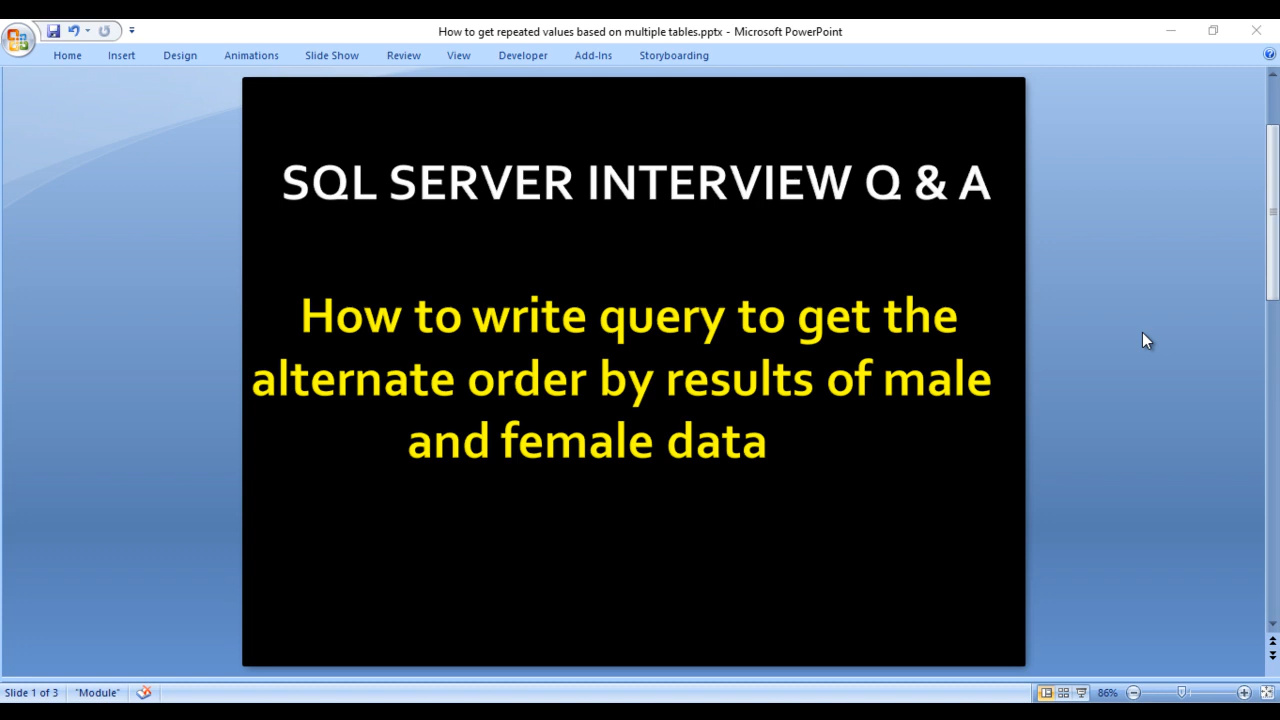 How to get repeated values based on multiple tables.pptx - Microsoft PowerPoint
Home Insert Design Slide Show Animations Review View Developer Add-Ins Storyboarding
SQL SERVER INTERVIEW Q & A
How to write query to get the
alternate order by results of male
and female data
Slide 1 of 3 "Module" 86%